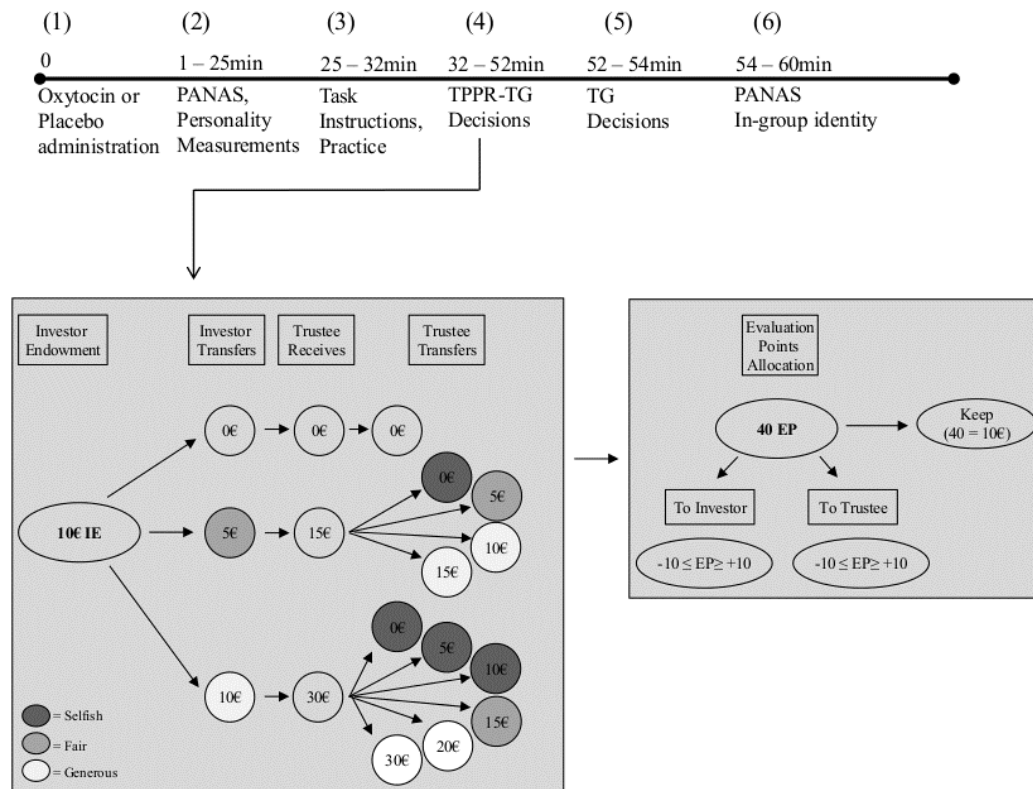 (1)
(2)
(3)
(4)
(5)
(6)
0
1 – 25min
25 – 32min
32 – 52min
52 – 54min
54 – 60min
Oxytocin or
Placebo
administration
PANAS,
Personality
Measurements
Task
Instructions,
Practice
TPPR-TG
Decisions
TG
Decisions
PANAS
In-group identity
Investor
Endowment
Investor
Transfers
Trustee
Receives
Trustee
Transfers
0€
0€
0€
10€ IE
5€
15€
0€
5€
10€
15€
10€
30€
0€
5€
10€
15€
20€
30€
= Selfish
= Fair
= Generous
Evaluation
Points
Allocation
40 EP
Keep
(40 = 10€)
To Investor
To Trustee
-10 ≤ EP≥ +10
-10 ≤ EP≥ +10